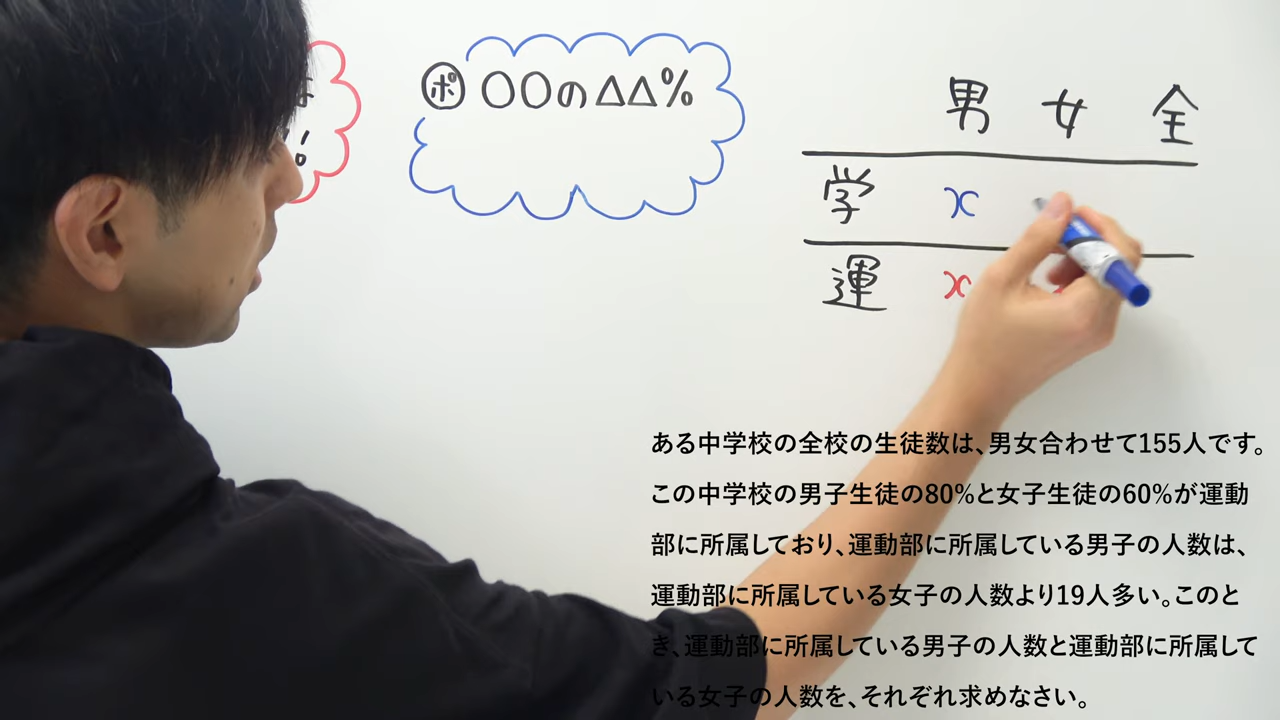 ㋭ 〇〇の△△%
男 女 全
学 x
運 x
ある中学校の全校の生徒数は、男女合わせて155人です。
この中学校の男子生徒の80%と女子生徒の60%が運動
部に所属しており、運動部に所属している男子の人数は、
運動部に所属している女子の人数より19人多い。このと
き、運動部に所属している男子の人数と運動部に所属して
いる女子の人数を、それぞれ求めなさい。